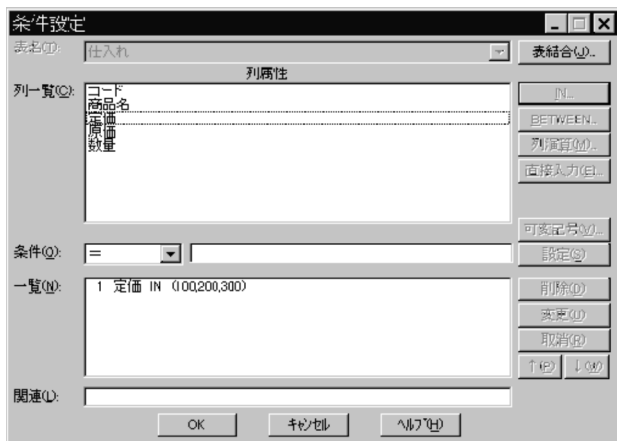 条件設定
表名(T): 仕入れ 表結合(J)..
列属性
列一覧(C): コード
商品名
定価
原価
数量
IN...
BETWEEN..
列演算(M)..
直接入力(E)..
可変記号(V)..
条件(O): =
設定(S)
一覧(N): 1 定価 IN (100,200,300)
削除(D)
変更(U)
取消(R)
↑(P) ↓(W)
関連(L):
OK キャンセル ヘルプ(H)